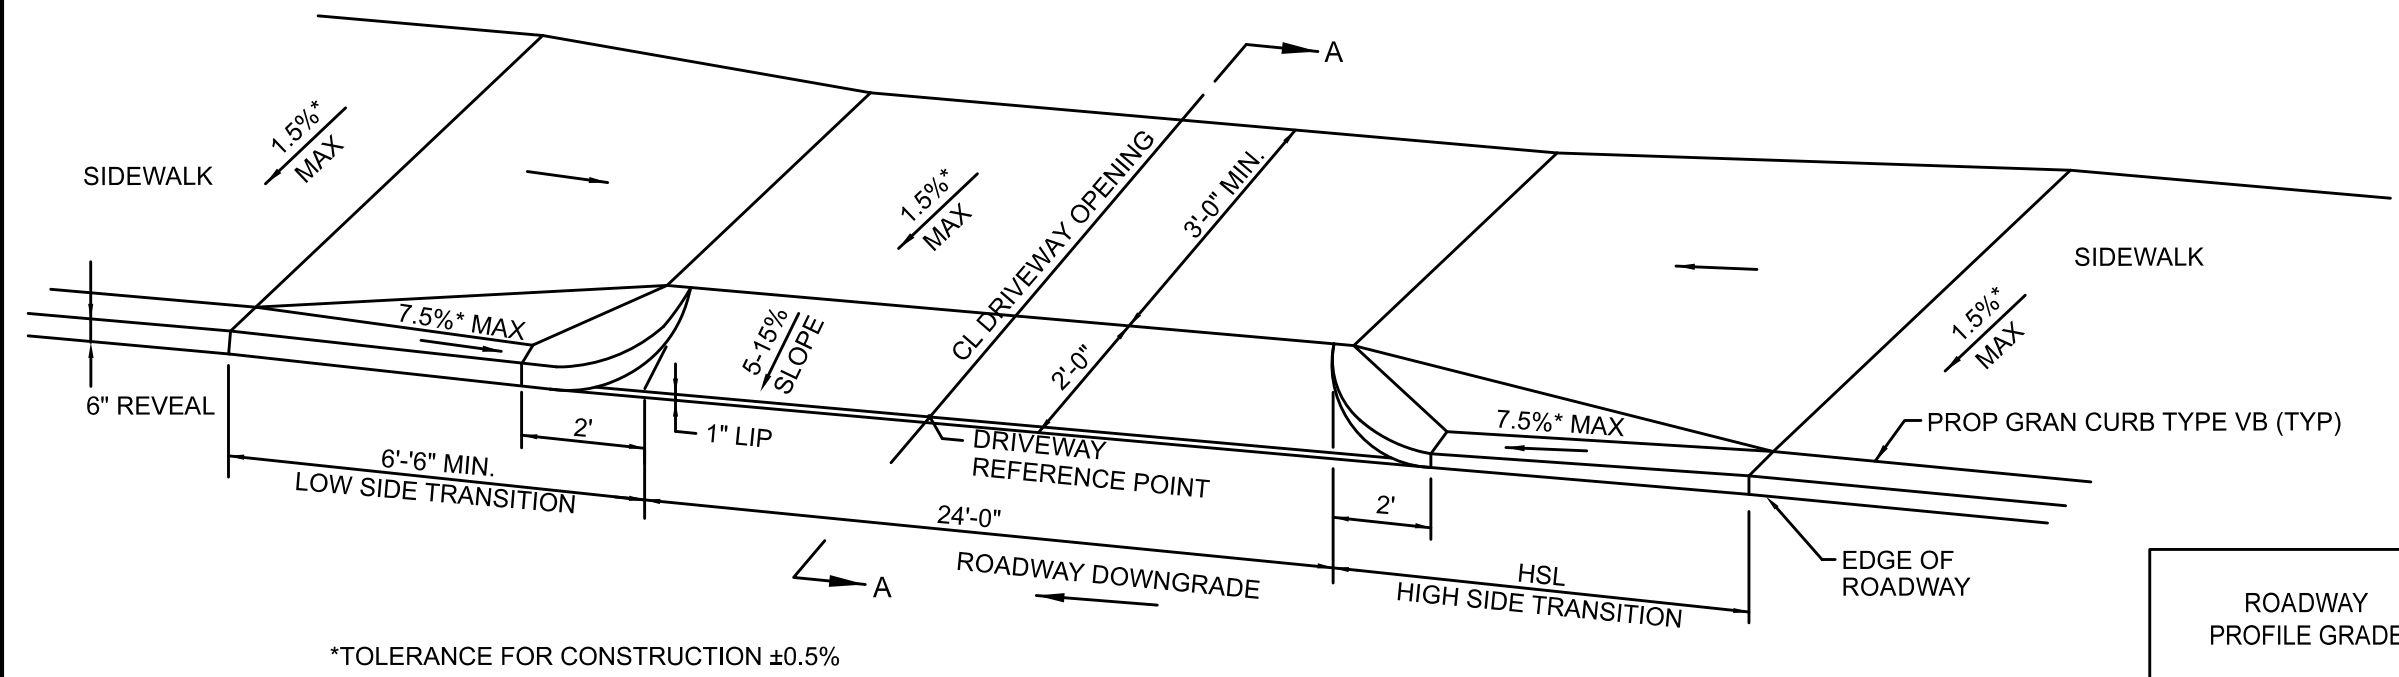 A
1.5%*
MAX
SIDEWALK
1.5%*
MAX
CL DRIVEWAY OPENING
3'-0" MIN.
SIDEWALK
1.5%*
MAX
7.5%* MAX
5-15%
SLOPE
2'-0"
6" REVEAL
2'
1" LIP
DRIVEWAY
REFERENCE POINT
7.5%* MAX
PROP GRAN CURB TYPE VB (TYP)
6'-'6" MIN.
LOW SIDE TRANSITION
24'-0"
2'
EDGE OF
ROADWAY
A
ROADWAY DOWNGRADE
HSL
HIGH SIDE TRANSITION
ROADWAY
PROFILE GRADE
*TOLERANCE FOR CONSTRUCTION ±0.5%